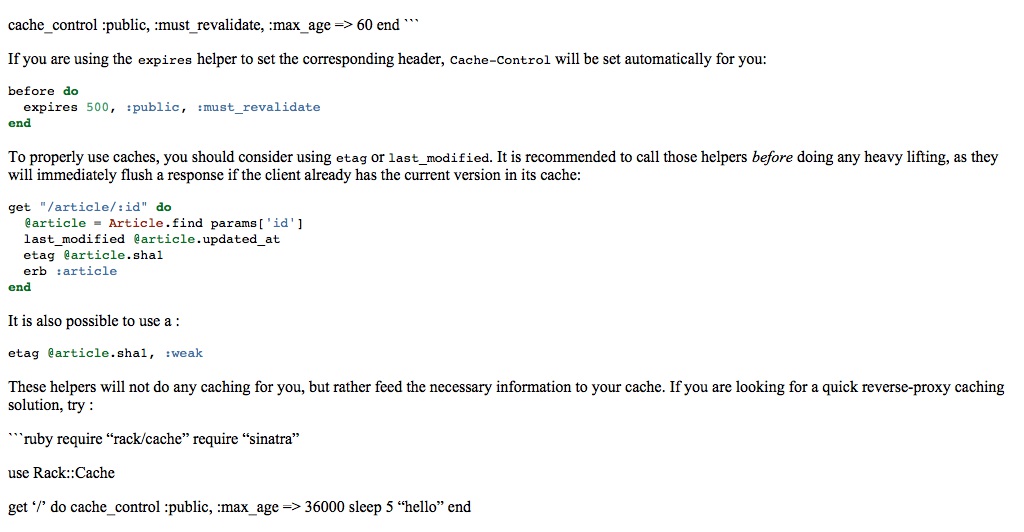 cache_control :public, :must_revalidate, :max_age => 60 end ```
If you are using the expires helper to set the corresponding header, Cache-Control will be set automatically for you:
before do
  expires 500, :public, :must_revalidate
end
To properly use caches, you should consider using etag or last_modified. It is recommended to call those helpers before doing any heavy lifting, as they
will immediately flush a response if the client already has the current version in its cache:
get "/article/:id" do
  @article = Article.find params['id']
  last_modified @article.updated_at
  etag @article.sha1
  erb :article
end
It is also possible to use a :
etag @article.sha1, :weak
These helpers will not do any caching for you, but rather feed the necessary information to your cache. If you are looking for a quick reverse-proxy caching
solution, try :
```ruby require “rack/cache” require “sinatra”
use Rack::Cache
get ‘/’ do cache_control :public, :max_age => 36000 sleep 5 “hello” end